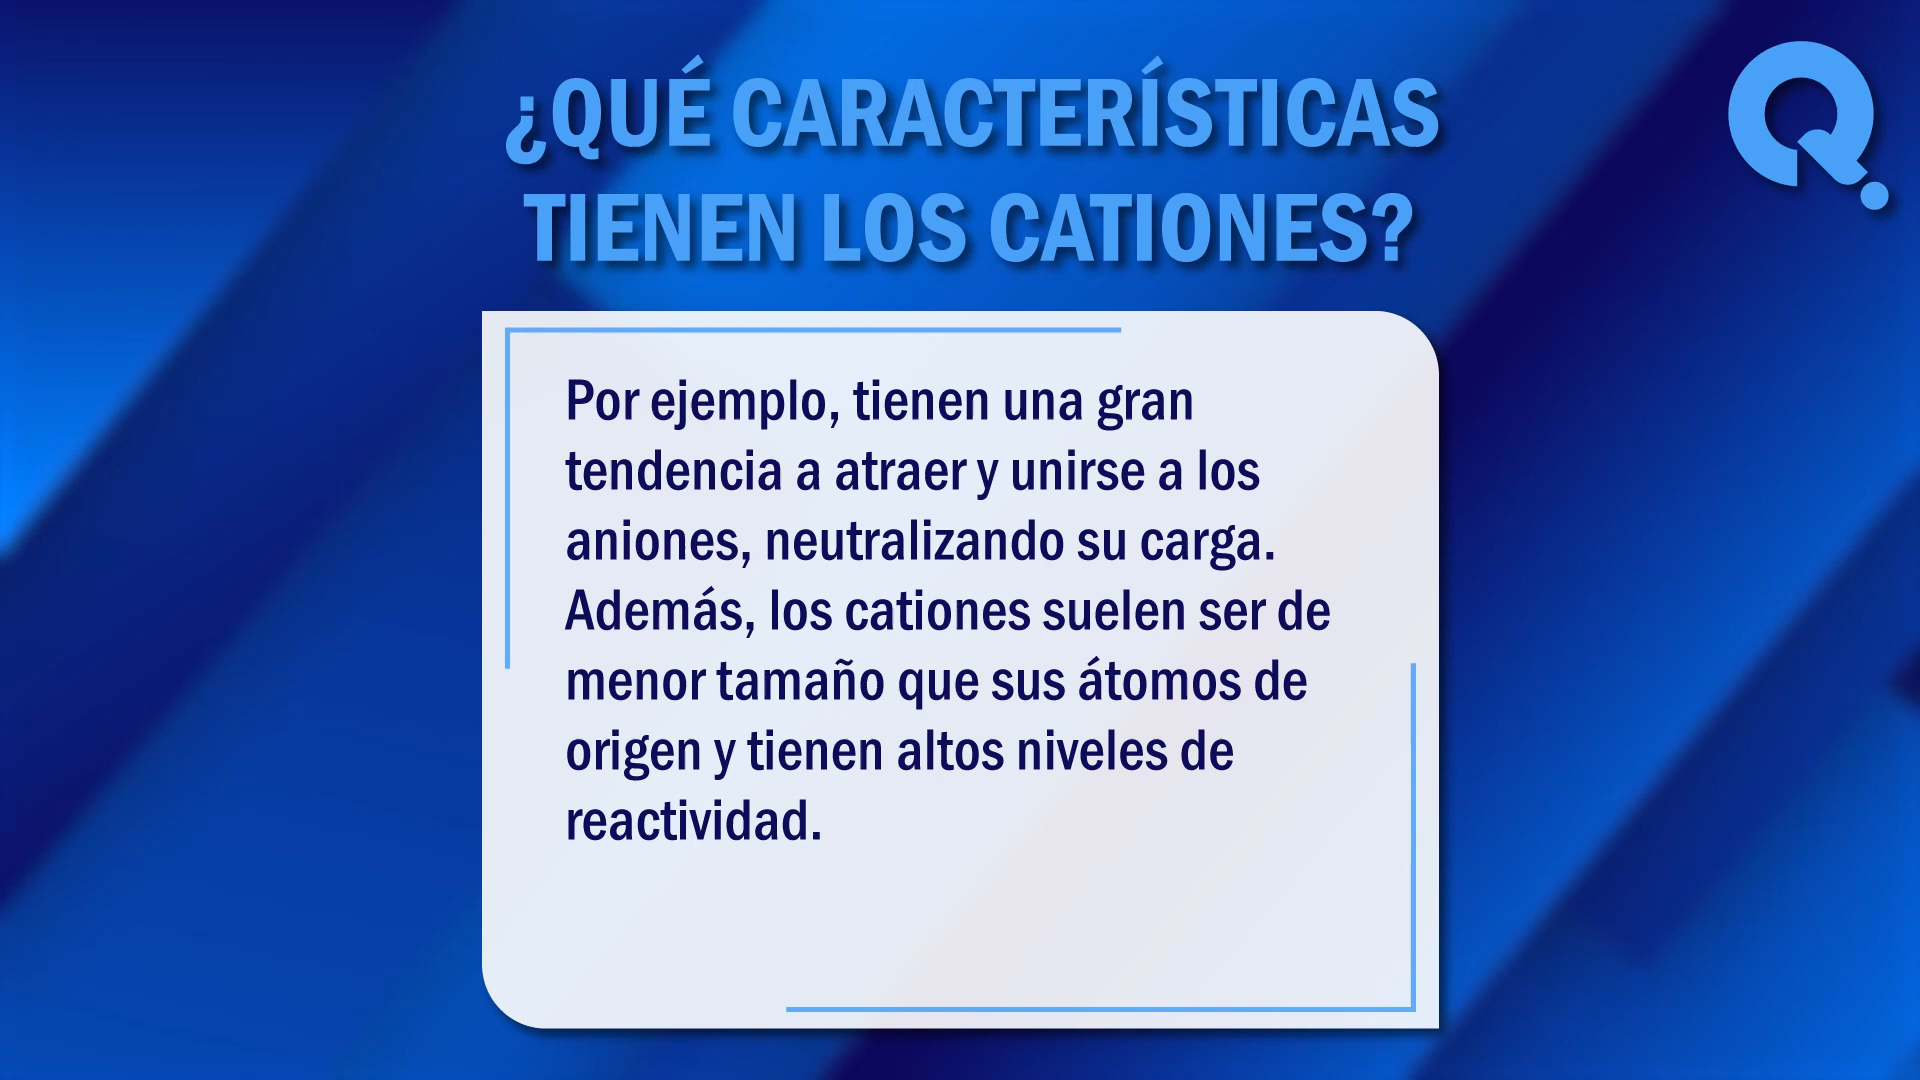 ¿QUÉ CARACTERÍSTICAS
TIENEN LOS CATIONES?
Por ejemplo, tienen una gran
tendencia a atraer y unirse a los
aniones, neutralizando su carga.
Además, los cationes suelen ser de
menor tamaño que sus átomos de
origen y tienen altos niveles de
reactividad.
Q.